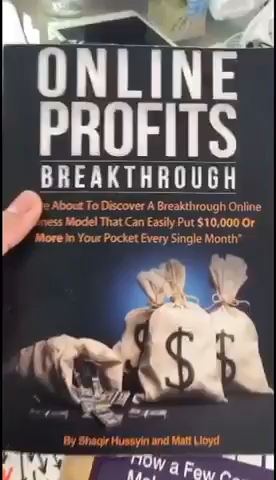 ONLINE
PROFITS
BREAKTHROUGH
e About To Discover A Breakthrough Online
ness Model That Can Easily Put $10,000 Or
More In Your Pocket Every Single Month"
$ $ $
By Shaqir Hussyin and Matt Lloyd
How a Few Co